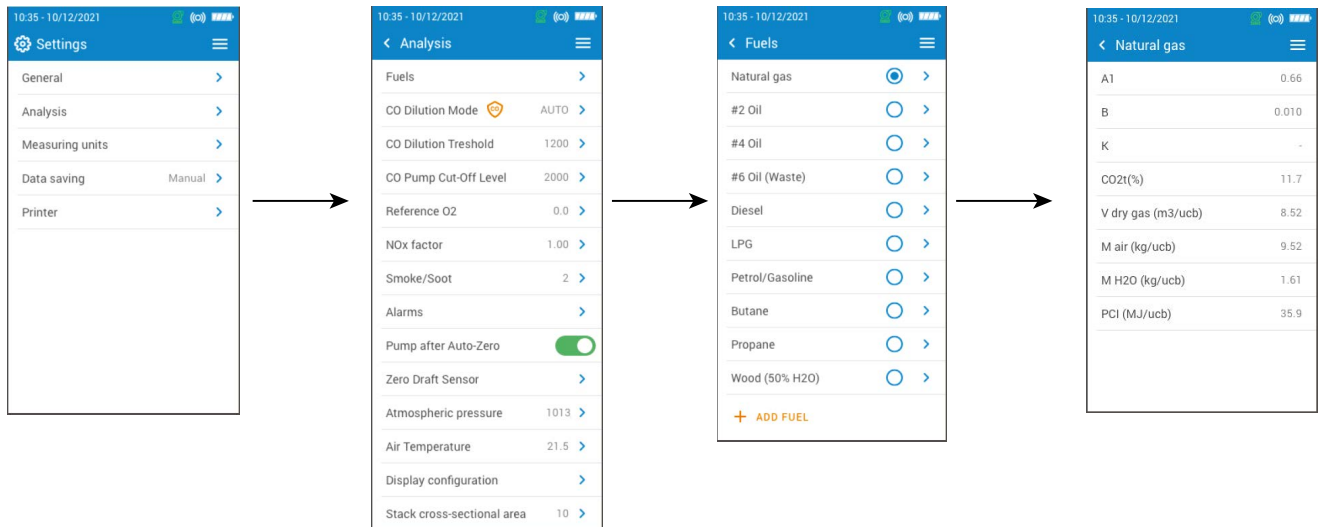 10:35 - 10/12/2021
Settings
General
Analysis
Measuring units
Data saving Manual
Printer
10:35 - 10/12/2021
Analysis
Fuels
CO Dilution Mode CO AUTO
CO Dilution Treshold 1200
CO Pump Cut-Off Level 2000
Reference O2 0.0
NOx factor 1.00
Smoke/Soot 2
Alarms
Pump after Auto-Zero
Zero Draft Sensor
Atmospheric pressure 1013
Air Temperature 21.5
Display configuration
Stack cross-sectional area 10
10:35 - 10/12/2021
Fuels
Natural gas
#2 Oil
#4 Oil
#6 Oil (Waste)
Diesel
LPG
Petrol/Gasoline
Butane
Propane
Wood (50% H2O)
+ ADD FUEL
10:35 - 10/12/2021
Natural gas
A1 0.66
B 0.010
K -
CO2t(%) 11.7
V dry gas (m3/ucb) 8.52
M air (kg/ucb) 9.52
M H2O (kg/ucb) 1.61
PCI (MJ/ucb) 35.9